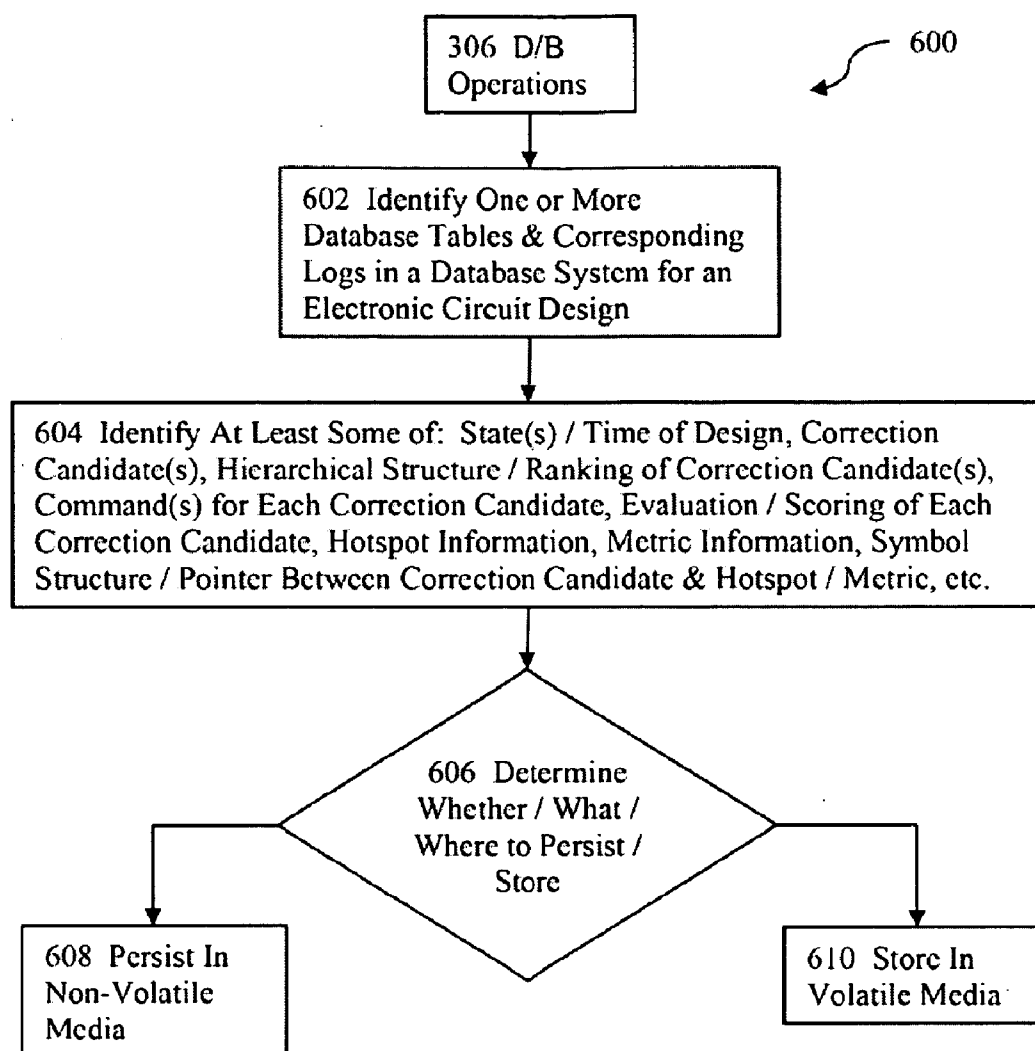 306 D/B
Operations
600
602 Identify One or More
Database Tables & Corresponding
Logs in a Database System for an
Electronic Circuit Design
604 Identify At Least Some of: State(s) / Time of Design, Correction
Candidate(s), Hierarchical Structure / Ranking of Correction Candidate(s),
Command(s) for Each Correction Candidate, Evaluation / Scoring of Each
Correction Candidate, Hotspot Information, Metric Information, Symbol
Structure / Pointer Between Correction Candidate & Hotspot / Metric, etc.
606 Determine
Whether / What /
Where to Persist /
Store
608 Persist In
Non-Volatile
Media
610 Store In
Volatile Media